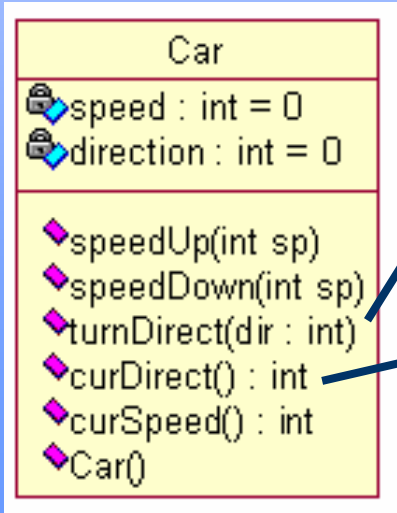 Car
speed : int = 0
direction : int = 0
speedUp(int sp)
speedDown(int sp)
turnDirect(dir : int)
curDirect() : int
curSpeed() : int
Car()